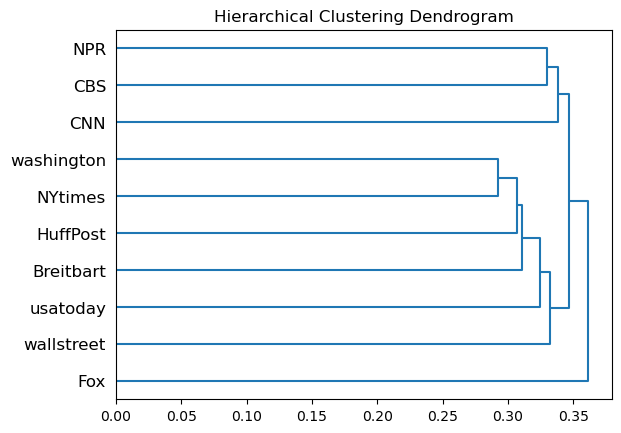 Hierarchical Clustering Dendrogram
NPR
CBS
CNN
washington
NYtimes
HuffPost
Breitbart
usatoday
wallstreet
Fox
0.00 0.05 0.10 0.15 0.20 0.25 0.30 0.35